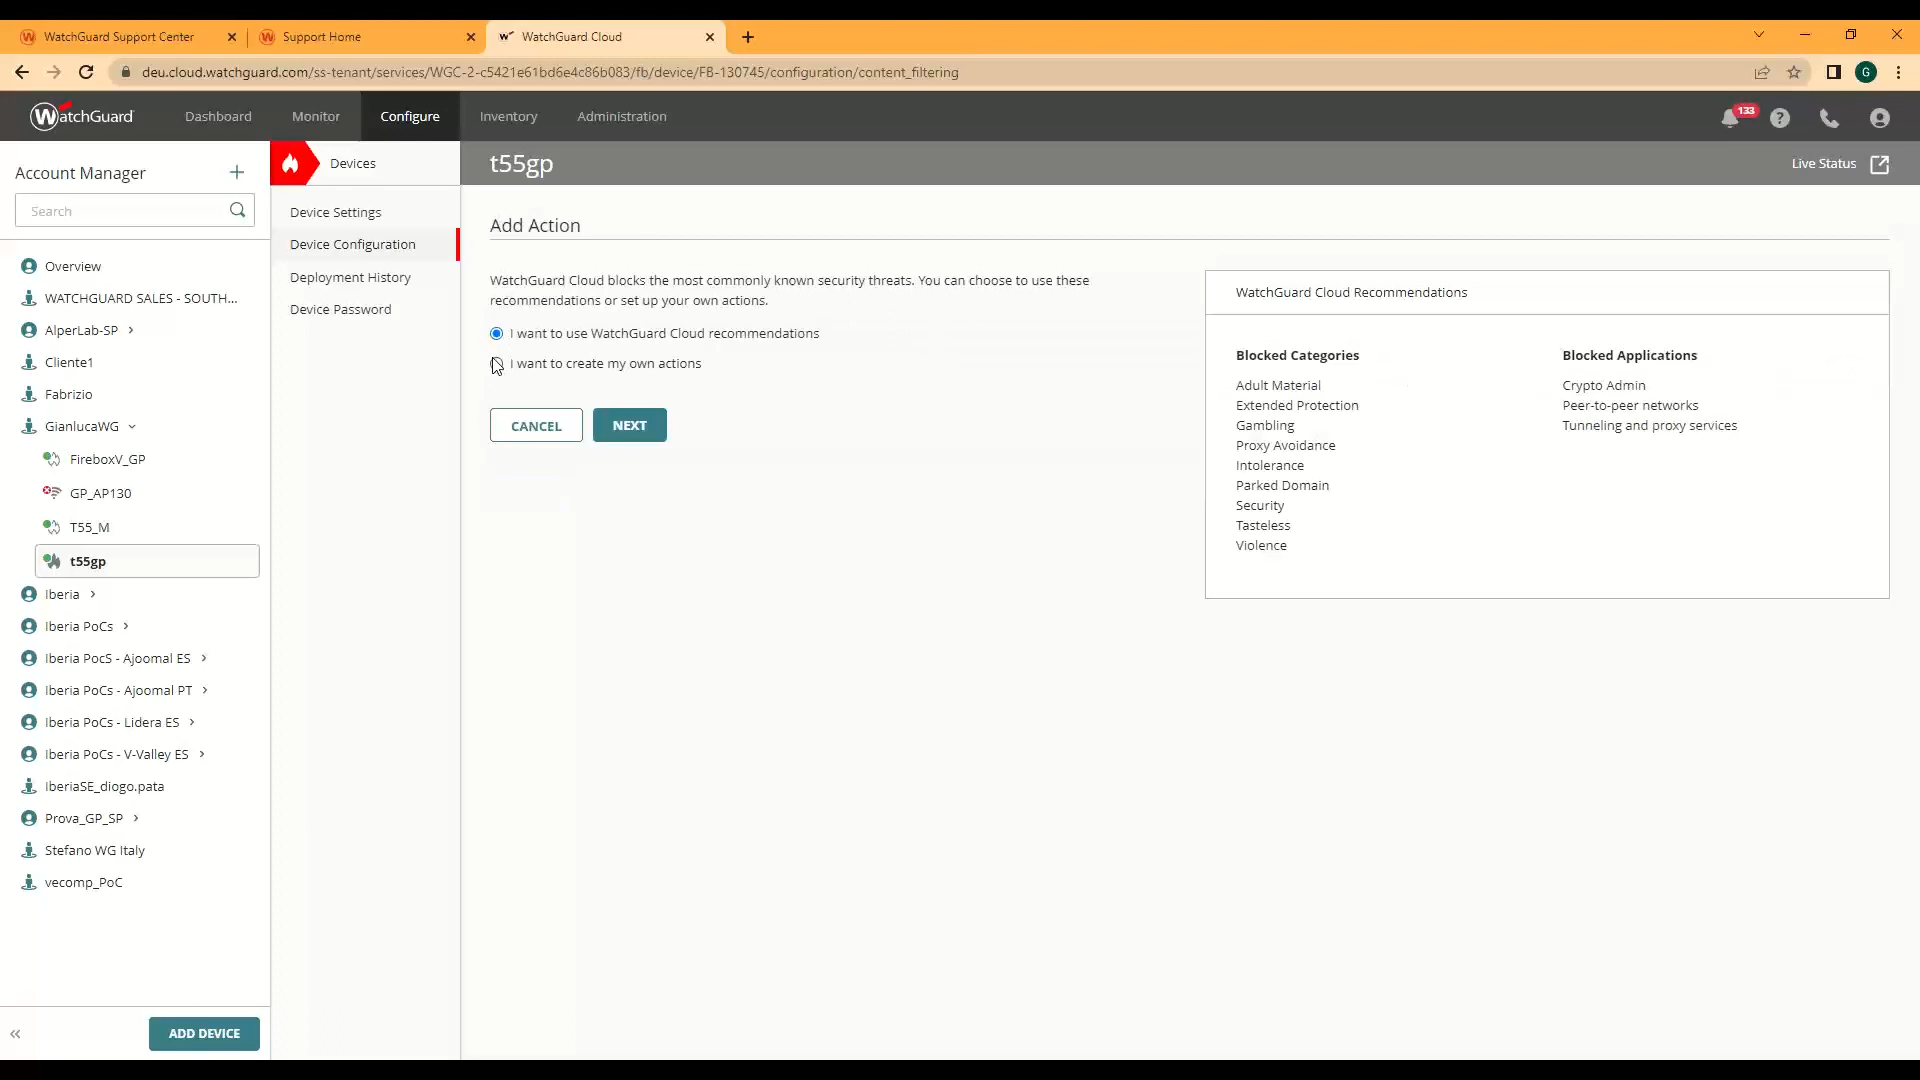 WatchGuard Support Center
Support Home
WatchGuard Cloud
deu.cloud.watchguard.com/ss-tenant/services/WGC-2-c5421e61bd6e4c86b083/fb/device/FB-130745/configuration/content_filtering
G
WatchGuard
Dashboard
Monitor
Configure
Inventory
Administration
133
Account Manager
Search
Overview
WATCHGUARD SALES - SOUTH...
AlperLab-SP
Cliente1
Fabrizio
GianlucaWG
FireboxV_GP
GP_AP130
T55_M
t55gp
Iberia
Iberia PoCs
Iberia PocS - Ajoomal ES
Iberia PoCs - Ajoomal PT
Iberia PoCs - Lidera ES
Iberia PoCs - V-Valley ES
IberiaSE_diogo.pata
Prova_GP_SP
Stefano WG Italy
vecomp_PoC
ADD DEVICE
Devices
Device Settings
Device Configuration
Deployment History
Device Password
t55gp
Live Status
Add Action
WatchGuard Cloud blocks the most commonly known security threats. You can choose to use these
recommendations or set up your own actions.
I want to use WatchGuard Cloud recommendations
I want to create my own actions
CANCEL
NEXT
WatchGuard Cloud Recommendations
Blocked Categories
Adult Material
Extended Protection
Gambling
Proxy Avoidance
Intolerance
Parked Domain
Security
Tasteless
Violence
Blocked Applications
Crypto Admin
Peer-to-peer networks
Tunneling and proxy services